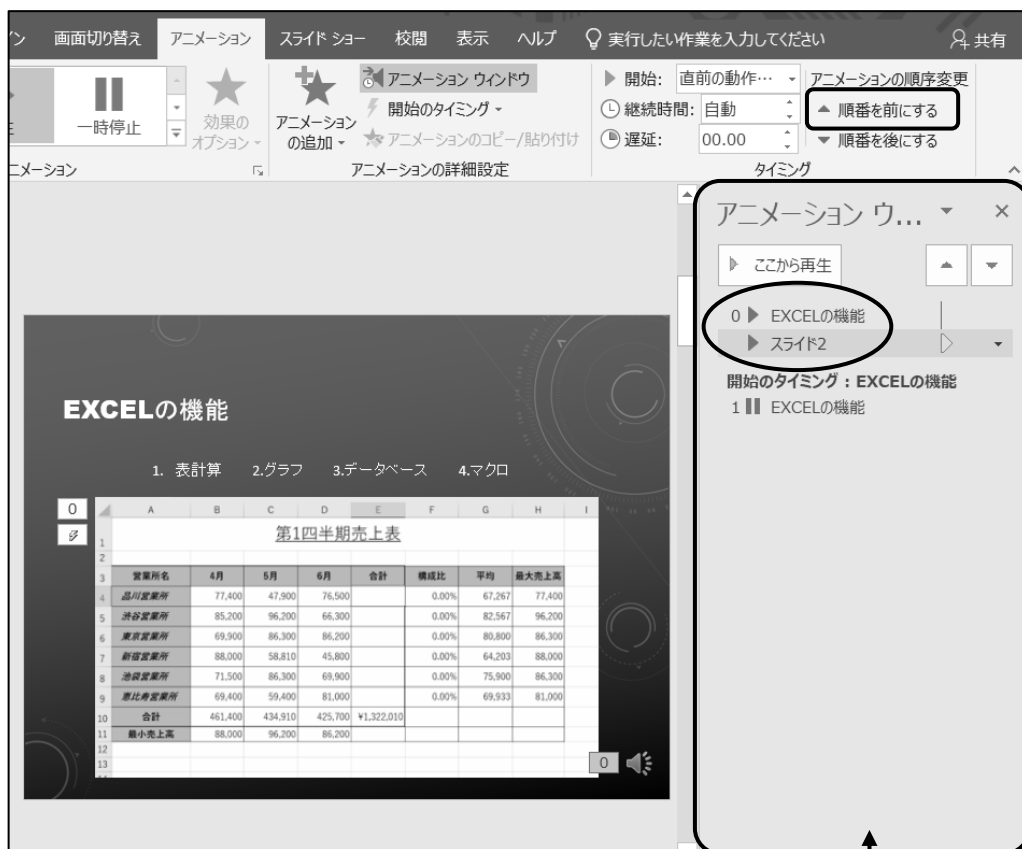 ン 画面切り替え アニメーション スライド ショー 校閲 表示 ヘルプ 実行したい作業を入力してください 共有
一時停止
効果の
オプション
アニメーション
の追加
アニメーション ウィンドウ
開始のタイミング
アニメーションのコピー/貼り付け
開始: 直前の動作…
継続時間: 自動
遅延: 00.00
アニメーションの順序変更
順番を前にする
順番を後にする
ニメーション アニメーションの詳細設定 タイミング
アニメーション ウ...
ここから再生
0 EXCELの機能
スライド2
開始のタイミング：EXCELの機能
1 EXCELの機能
EXCELの機能
1. 表計算 2.グラフ 3.データベース 4.マクロ
0
A B C D E F G H I
1 第1四半期売上表
2
3 営業所名 4月 5月 6月 合計 構成比 平均 最大売上高
4 品川営業所 77,400 47,900 76,500 0.00% 67,267 77,400
5 渋谷営業所 85,200 96,200 66,300 0.00% 82,567 96,200
6 東京営業所 69,900 86,300 86,200 0.00% 80,800 86,300
7 新宿営業所 88,000 58,810 45,800 0.00% 64,203 88,000
8 池袋営業所 71,500 86,300 69,900 0.00% 75,900 86,300
9 恵比寿営業所 69,400 59,400 81,000 0.00% 69,933 81,000
10 合計 461,400 434,910 425,700 ¥1,322,010
11 最小売上高 88,000 96,200 86,200
12
13
0